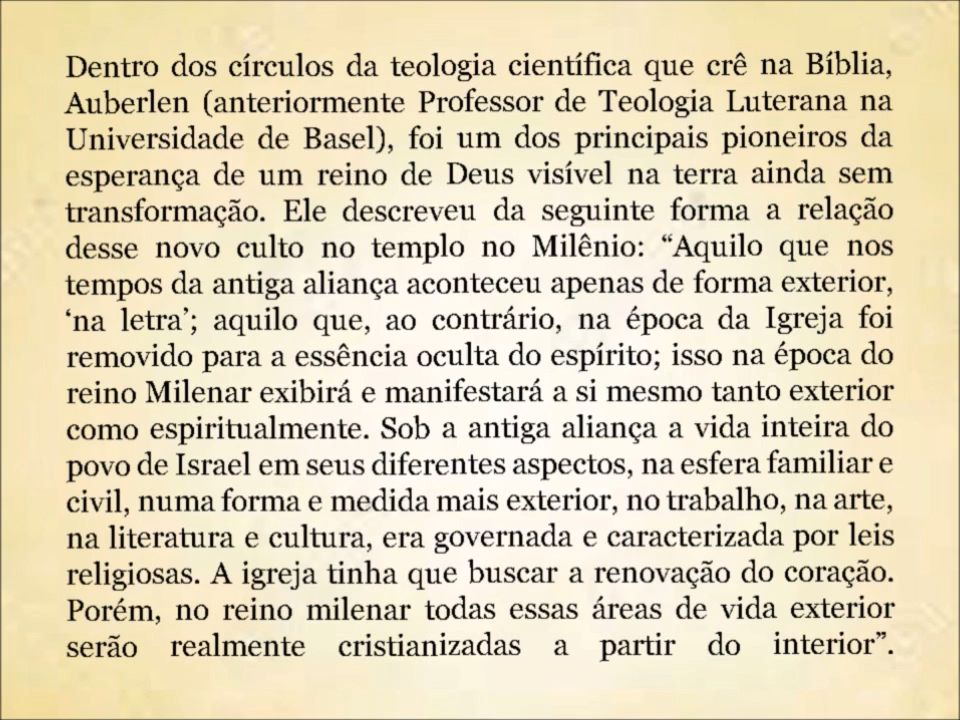 Dentro dos círculos da teologia científica que crê na Bíblia,
Auberlen (anteriormente Professor de Teologia Luterana na
Universidade de Basel), foi um dos principais pioneiros da
esperança de um reino de Deus visível na terra ainda sem
transformação. Ele descreveu da seguinte forma a relação
desse novo culto no templo no Milênio: “Aquilo que nos
tempos da antiga aliança aconteceu apenas de forma exterior,
‘na letra’; aquilo que, ao contrário, na época da Igreja foi
removido para a essência oculta do espírito; isso na época do
reino Milenar exibirá e manifestará a si mesmo tanto exterior
como espiritualmente. Sob a antiga aliança a vida inteira do
povo de Israel em seus diferentes aspectos, na esfera familiar e
civil, numa forma e medida mais exterior, no trabalho, na arte,
na literatura e cultura, era governada e caracterizada por leis
religiosas. A igreja tinha que buscar a renovação do coração.
Porém, no reino milenar todas essas áreas de vida exterior
serão realmente cristianizadas a partir do interior”.